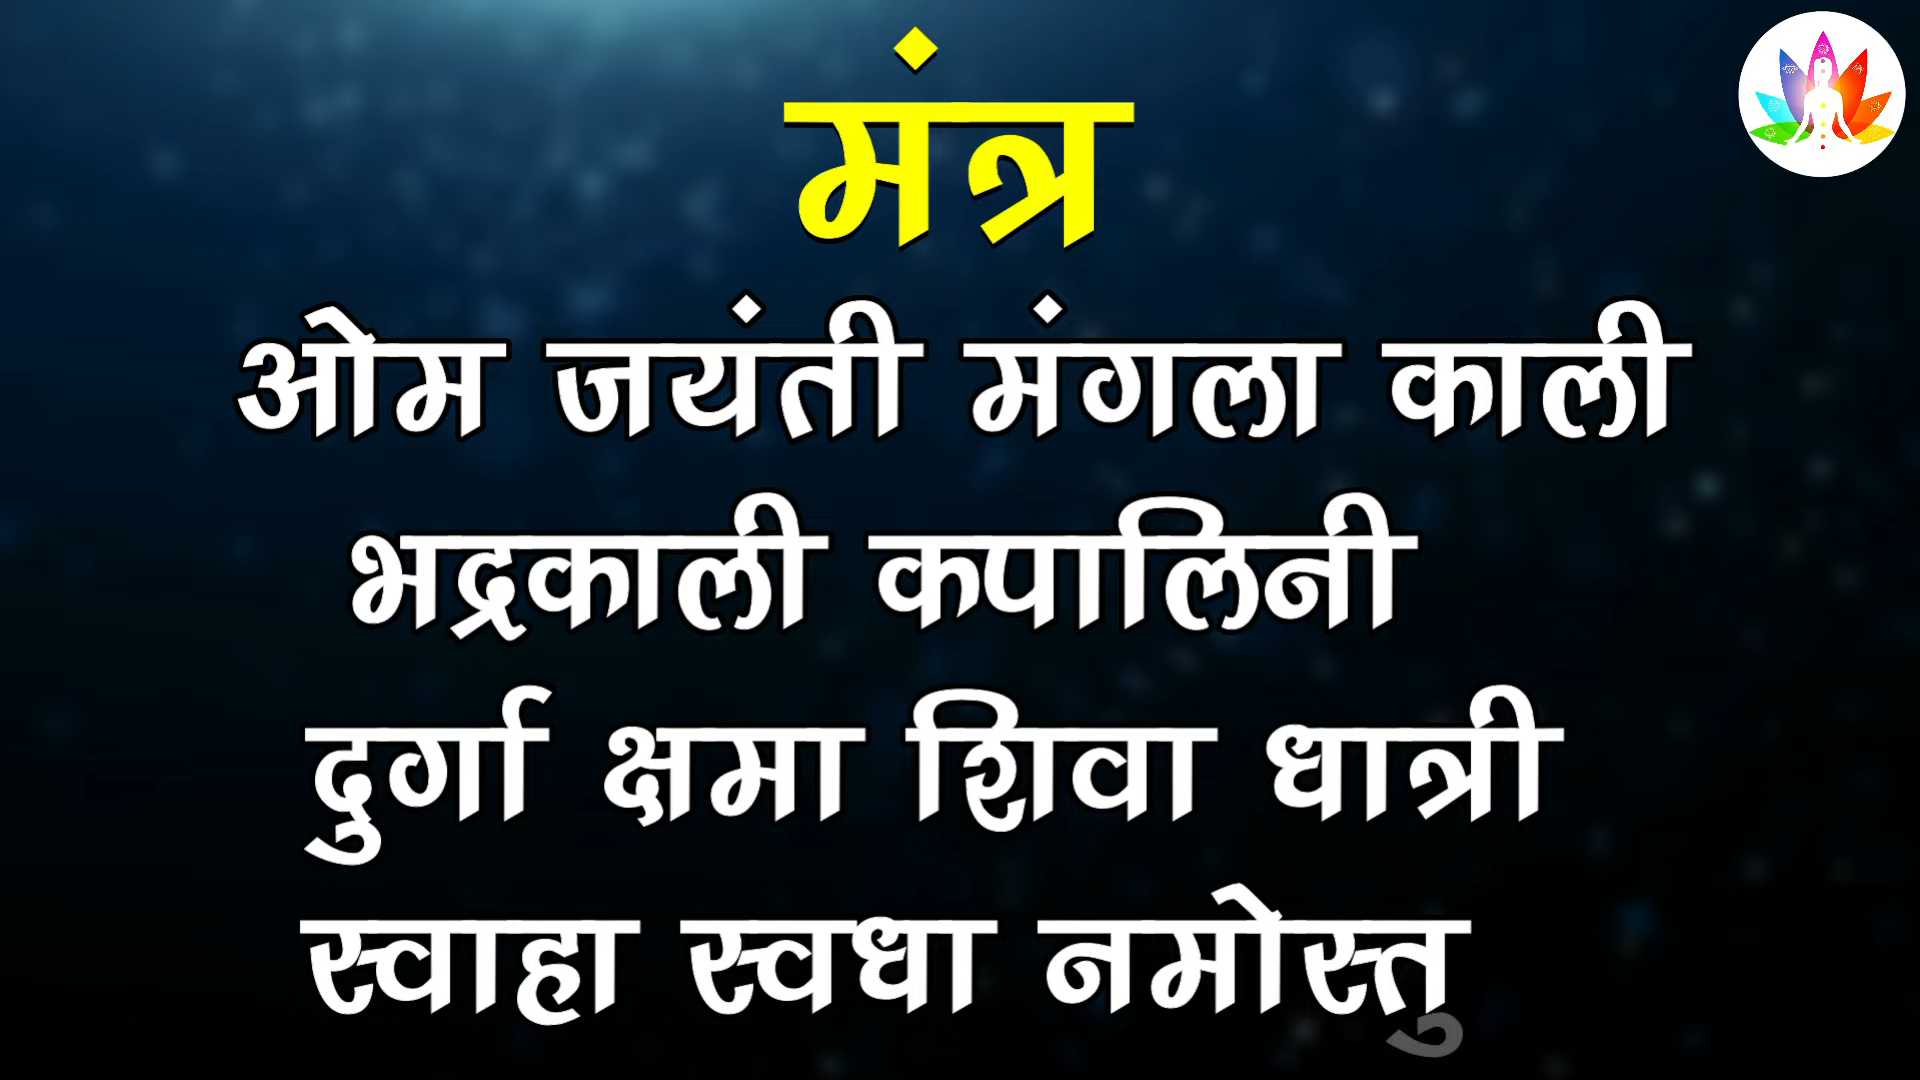 मंत्र
ओम जयंती मंगला काली
भद्रकाली कपालिनी
दुर्गा क्षमा शिवा धात्री
स्वाहा स्वधा नमोस्तु